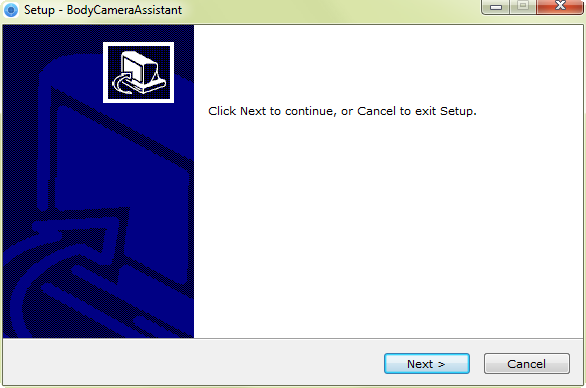 Setup - BodyCameraAssistant
Click Next to continue, or Cancel to exit Setup.
Next >
Cancel